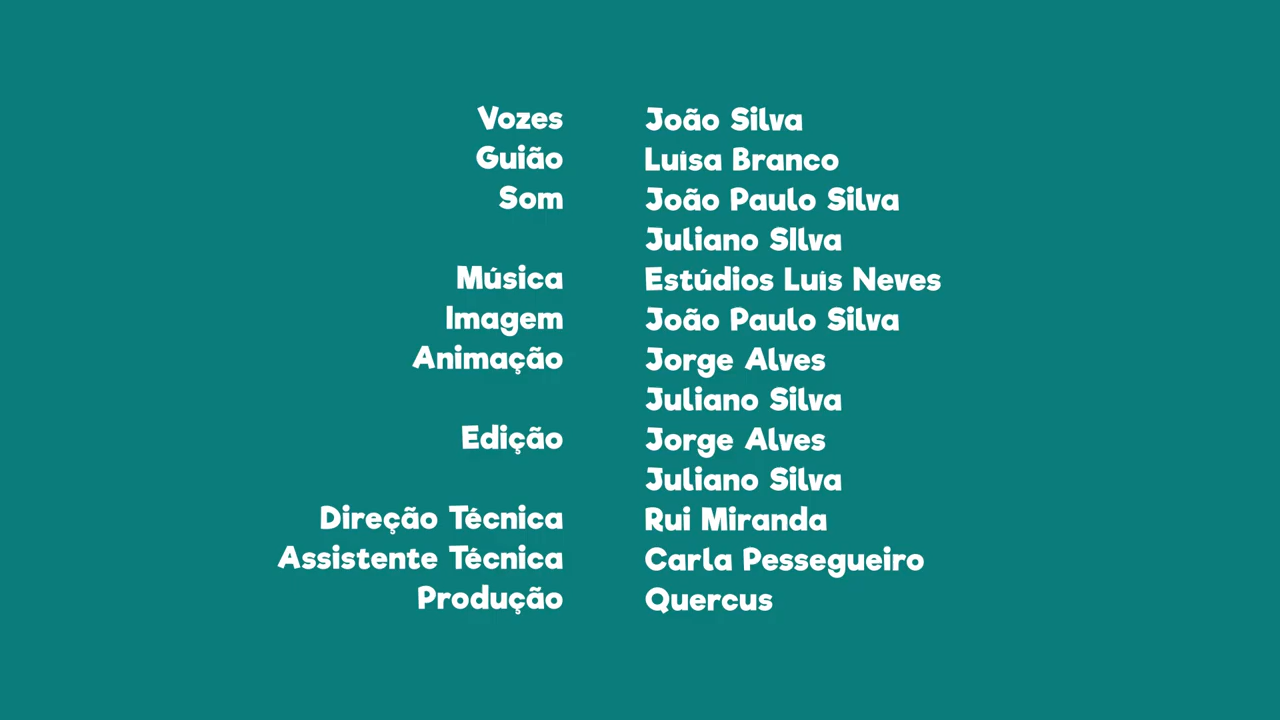 Vozes João Silva
Guião Luísa Branco
Som João Paulo Silva
Juliano SIlva
Música Estúdios Luís Neves
Imagem João Paulo Silva
Animação Jorge Alves
Juliano Silva
Edição Jorge Alves
Juliano Silva
Direção Técnica Rui Miranda
Assistente Técnica Carla Pessegueiro
Produção Quercus